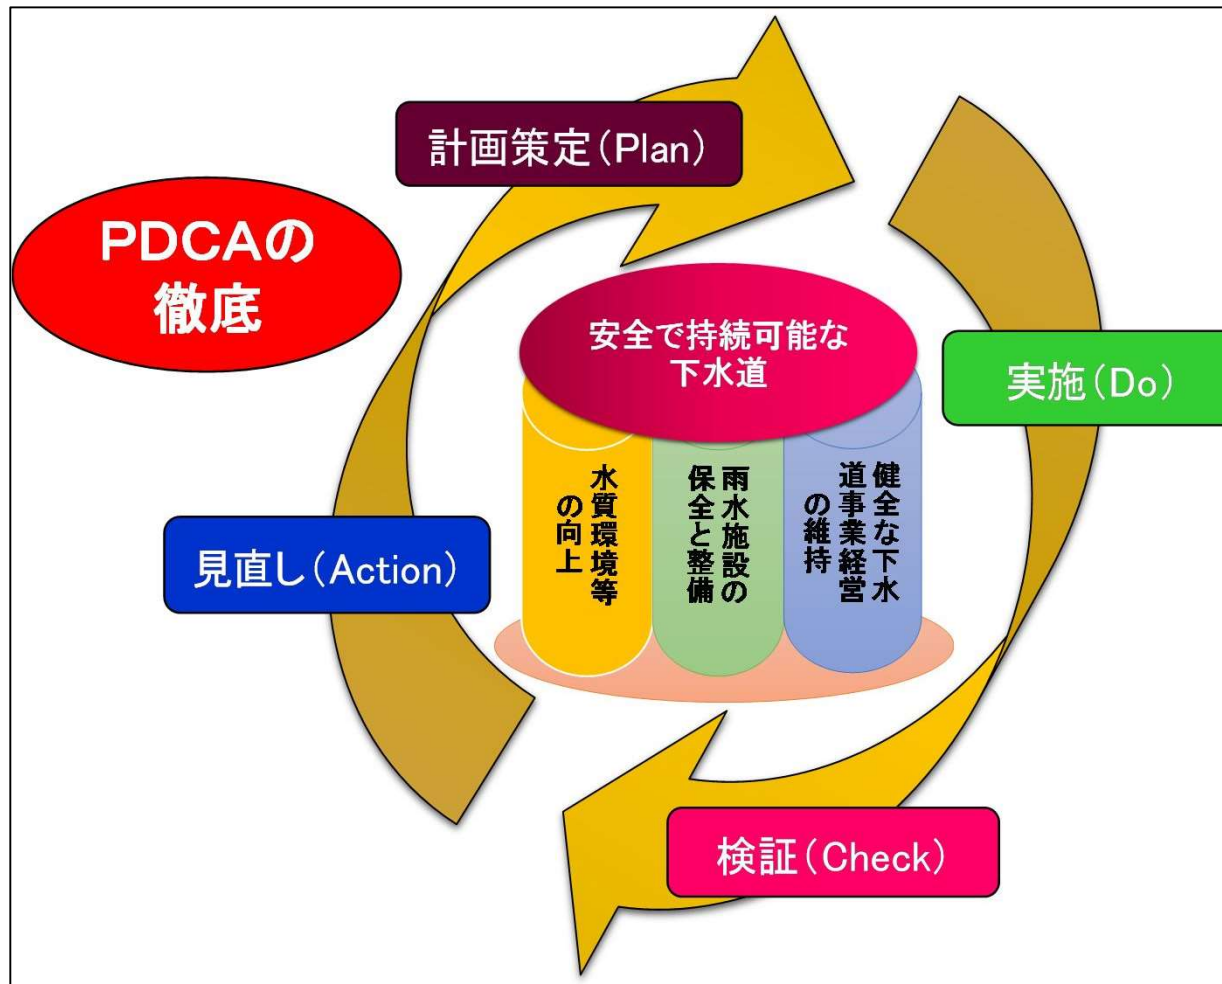 計画策定（Plan）
PDCAの
徹底
安全で持続可能な
下水道
実施（Do）
水質環境等
の向上
雨水施設の
保全と整備
健全な下水
道事業経営
の維持
見直し（Action）
検証（Check）